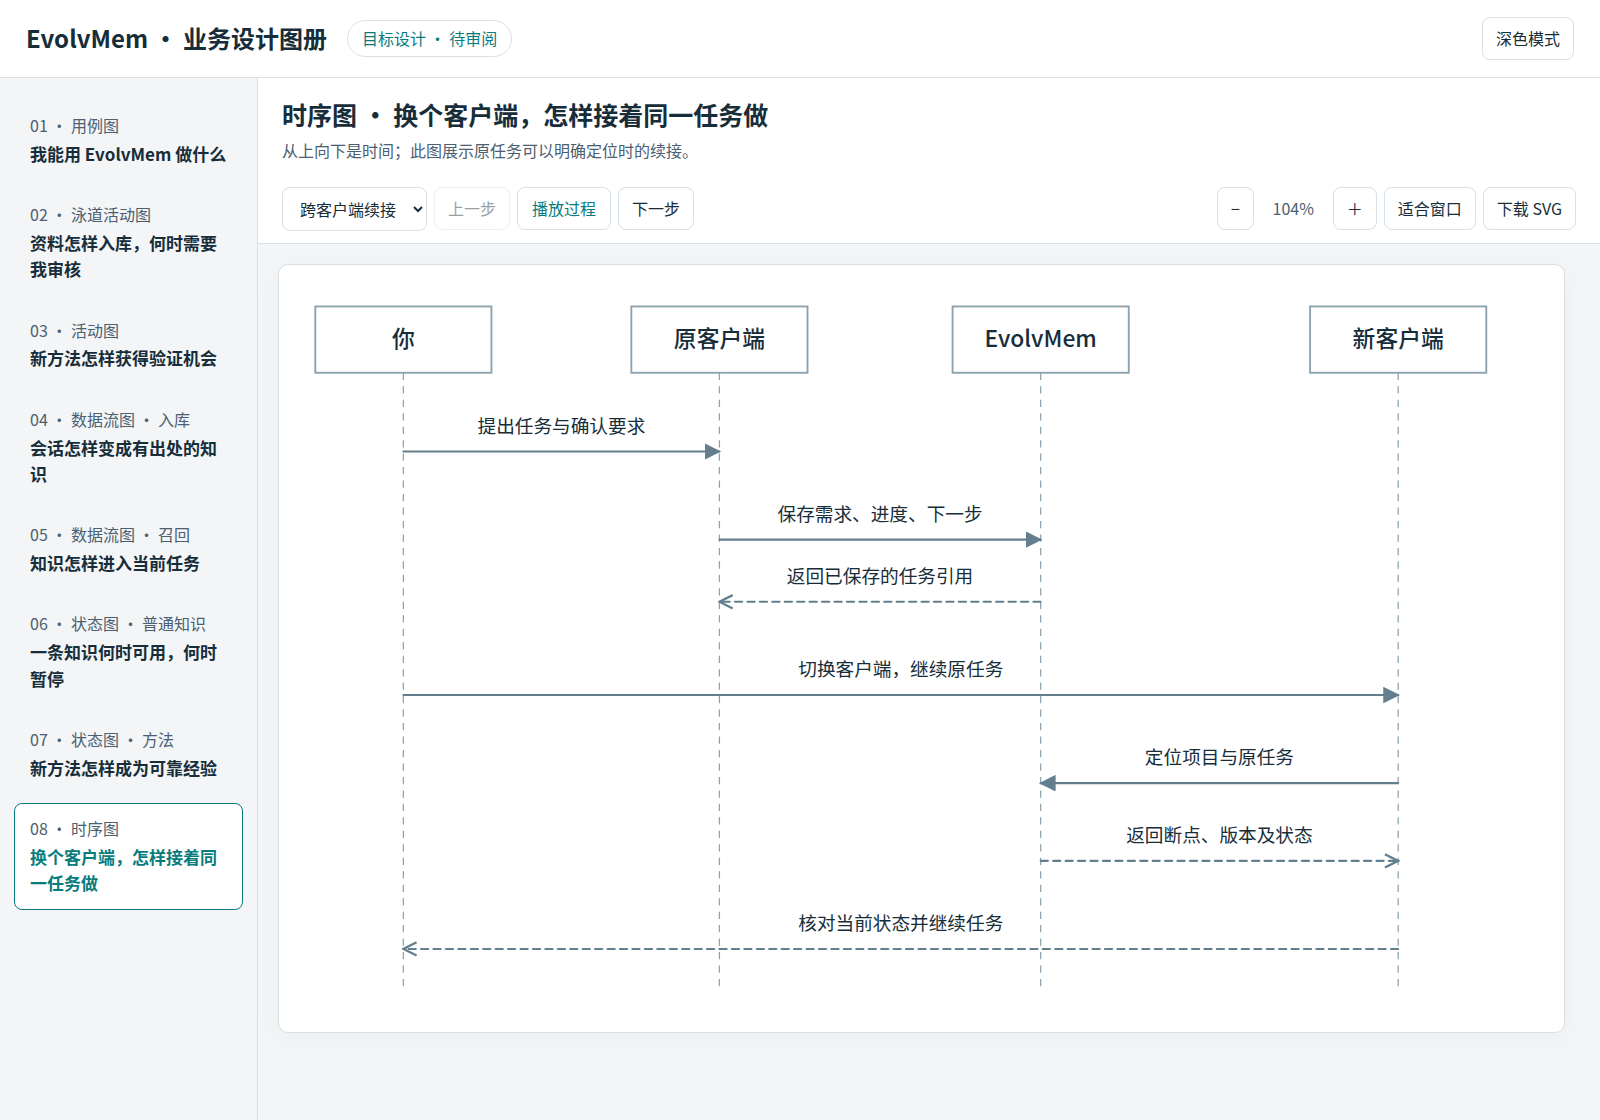 EvolvMem · 业务设计图册
目标设计 · 待审阅
深色模式
01 · 用例图
我能用 EvolvMem 做什么
02 · 泳道活动图
资料怎样入库，何时需要
我审核
03 · 活动图
新方法怎样获得验证机会
04 · 数据流图 · 入库
会话怎样变成有出处的知
识
05 · 数据流图 · 召回
知识怎样进入当前任务
06 · 状态图 · 普通知识
一条知识何时可用，何时
暂停
07 · 状态图 · 方法
新方法怎样成为可靠经验
08 · 时序图
换个客户端，怎样接着同
一任务做
时序图 · 换个客户端，怎样接着同一任务做
从上向下是时间；此图展示原任务可以明确定位时的续接。
跨客户端续接
上一步
播放过程
下一步
−
104%
＋
适合窗口
下载 SVG
你
原客户端
EvolvMem
新客户端
提出任务与确认要求
保存需求、进度、下一步
返回已保存的任务引用
切换客户端，继续原任务
定位项目与原任务
返回断点、版本及状态
核对当前状态并继续任务